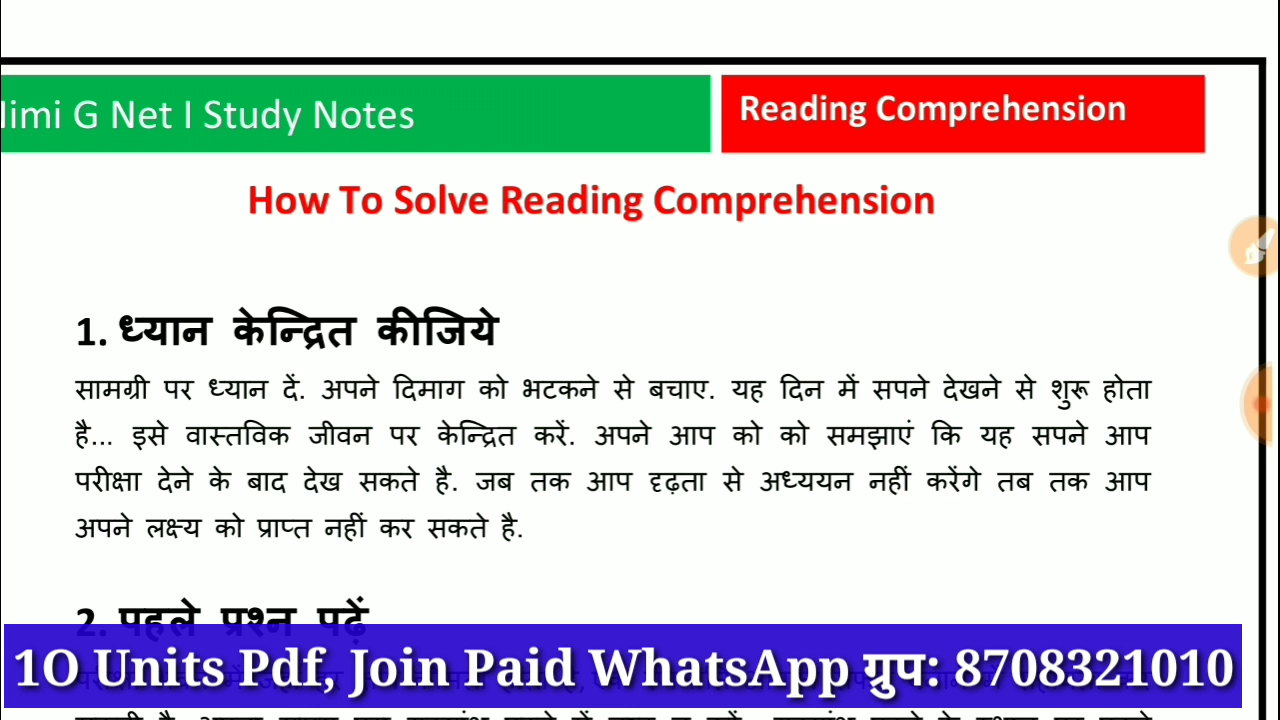 imi G Net I Study Notes
Reading Comprehension
How To Solve Reading Comprehension
1. ध्यान केन्द्रित कीजिये
सामग्री पर ध्यान दें. अपने दिमाग को भटकने से बचाए. यह दिन में सपने देखने से शुरू होता
है... इसे वास्तविक जीवन पर केन्द्रित करें. अपने आप को को समझाएं कि यह सपने आप
परीक्षा देने के बाद देख सकते है. जब तक आप दृढ़ता से अध्ययन नहीं करेंगे तब तक आप
अपने लक्ष्य को प्राप्त नहीं कर सकते है.
2. पहले प्रश्न पढ़ें
1O Units Pdf, Join Paid WhatsApp ग्रुप: 8708321010